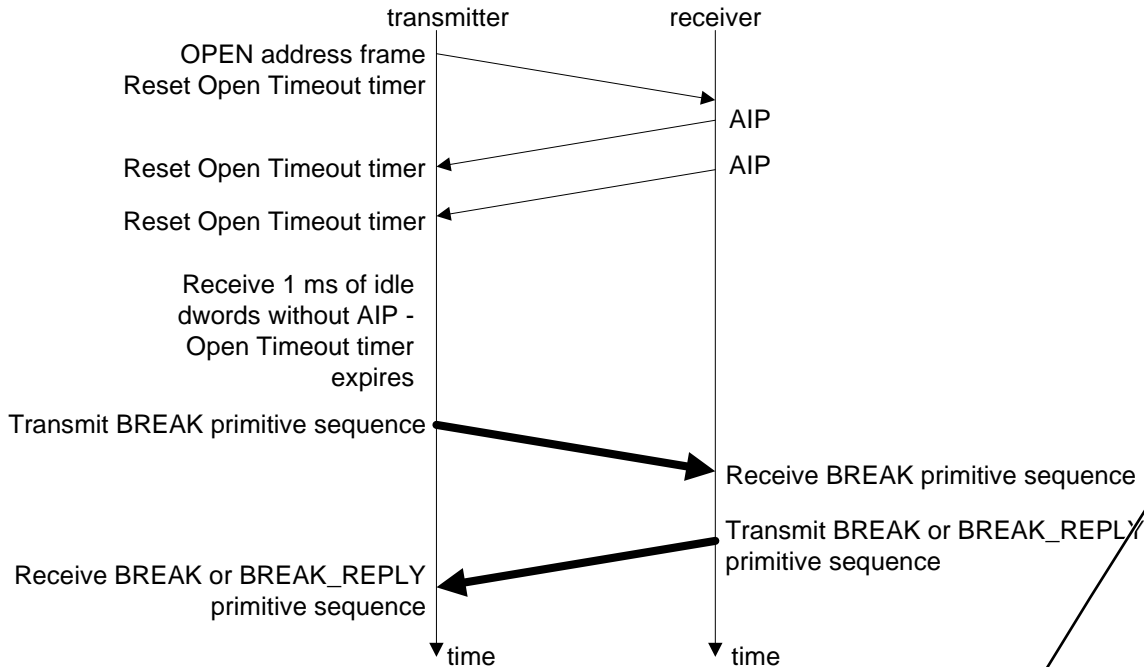 transmitter
receiver
OPEN address frame
Reset Open Timeout timer
AIP
Reset Open Timeout timer
AIP
Reset Open Timeout timer
Receive 1 ms of idle
dwords without AIP -
Open Timeout timer
expires
Transmit BREAK primitive sequence
Receive BREAK primitive sequence
Transmit BREAK or BREAK_REPLY
primitive sequence
Receive BREAK or BREAK_REPLY
primitive sequence
time
time